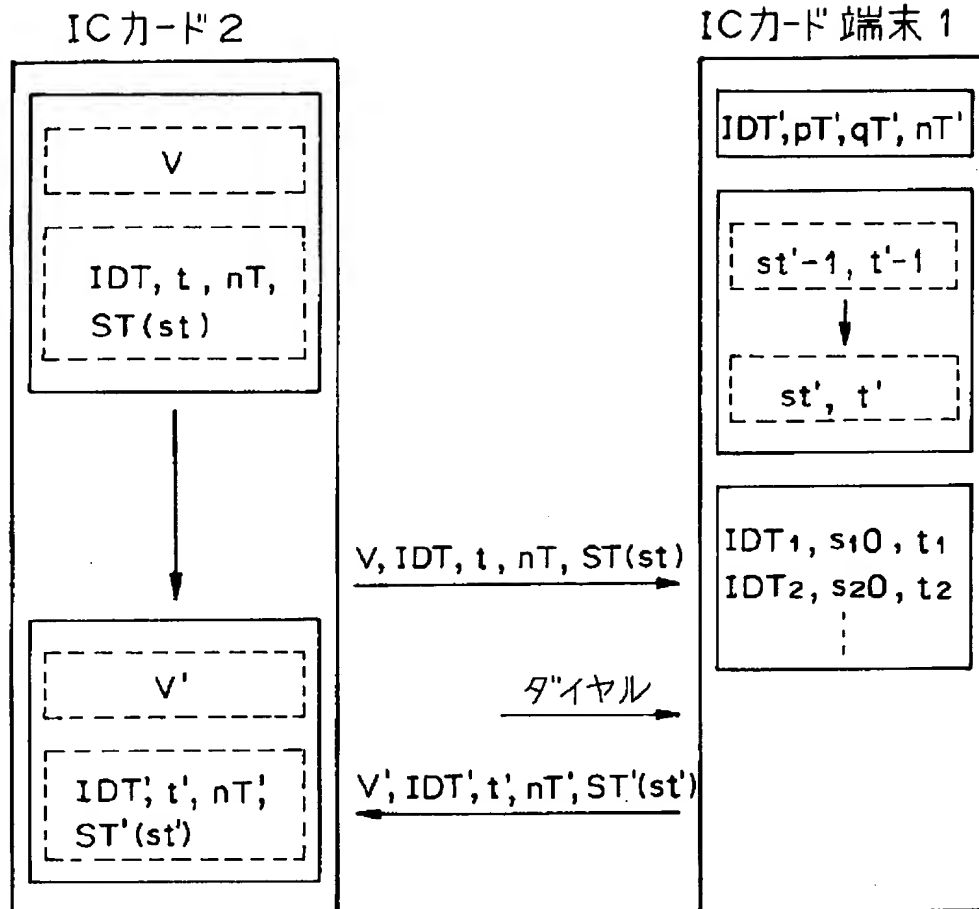 ICカード2
V
IDT, t, nT,
ST(st)
V'
IDT', t', nT',
ST'(st')
V, IDT, t, nT, ST(st)
ダイヤル
V', IDT', t', nT', ST'(st')
ICカード端末1
IDT', pT', qT', nT'
st'-1, t'-1
st', t'
IDT1, s10, t1
IDT2, s20, t2